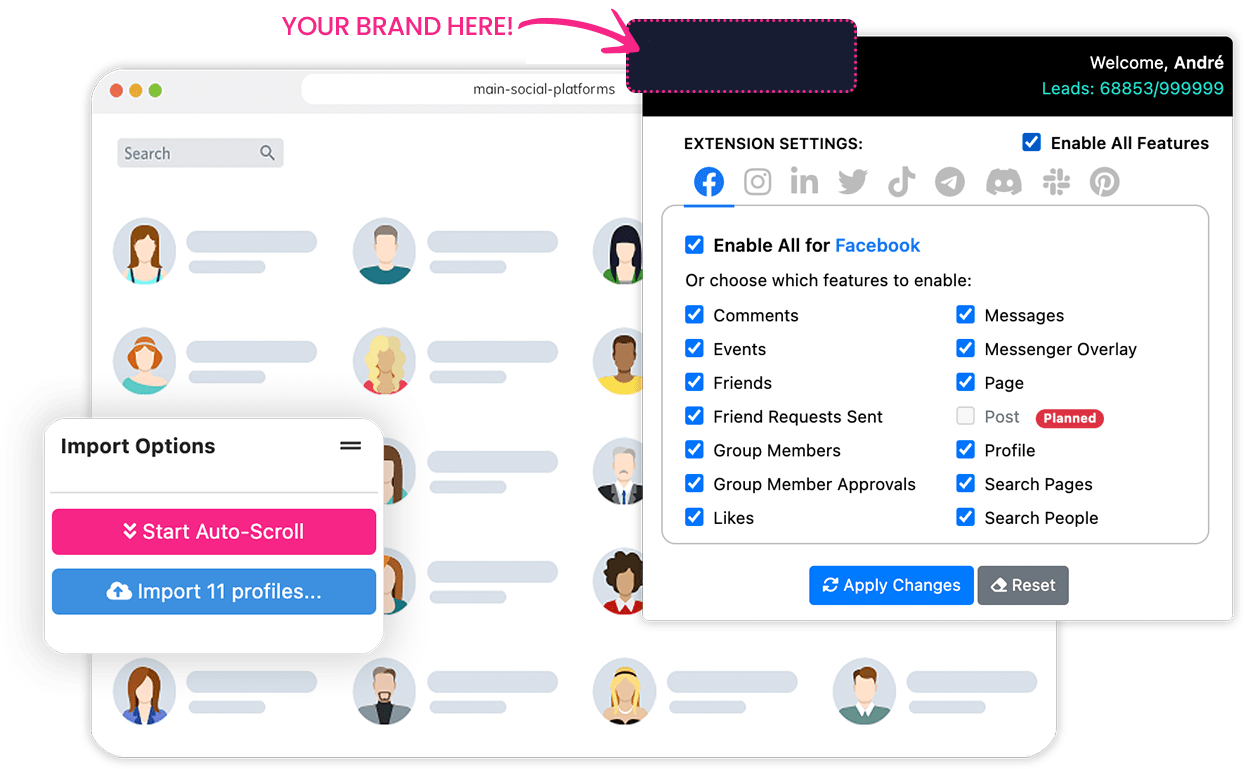 YOUR BRAND HERE!
Welcome, André
Leads: 68853/999999
main-social-platforms
Search
EXTENSION SETTINGS:
Enable All Features
Enable All for Facebook
Or choose which features to enable:
Comments
Messages
Events
Messenger Overlay
Friends
Page
Friend Requests Sent
Post Planned
Group Members
Profile
Group Member Approvals
Search Pages
Likes
Search People
Apply Changes
Reset
Import Options
Start Auto-Scroll
Import 11 profiles...